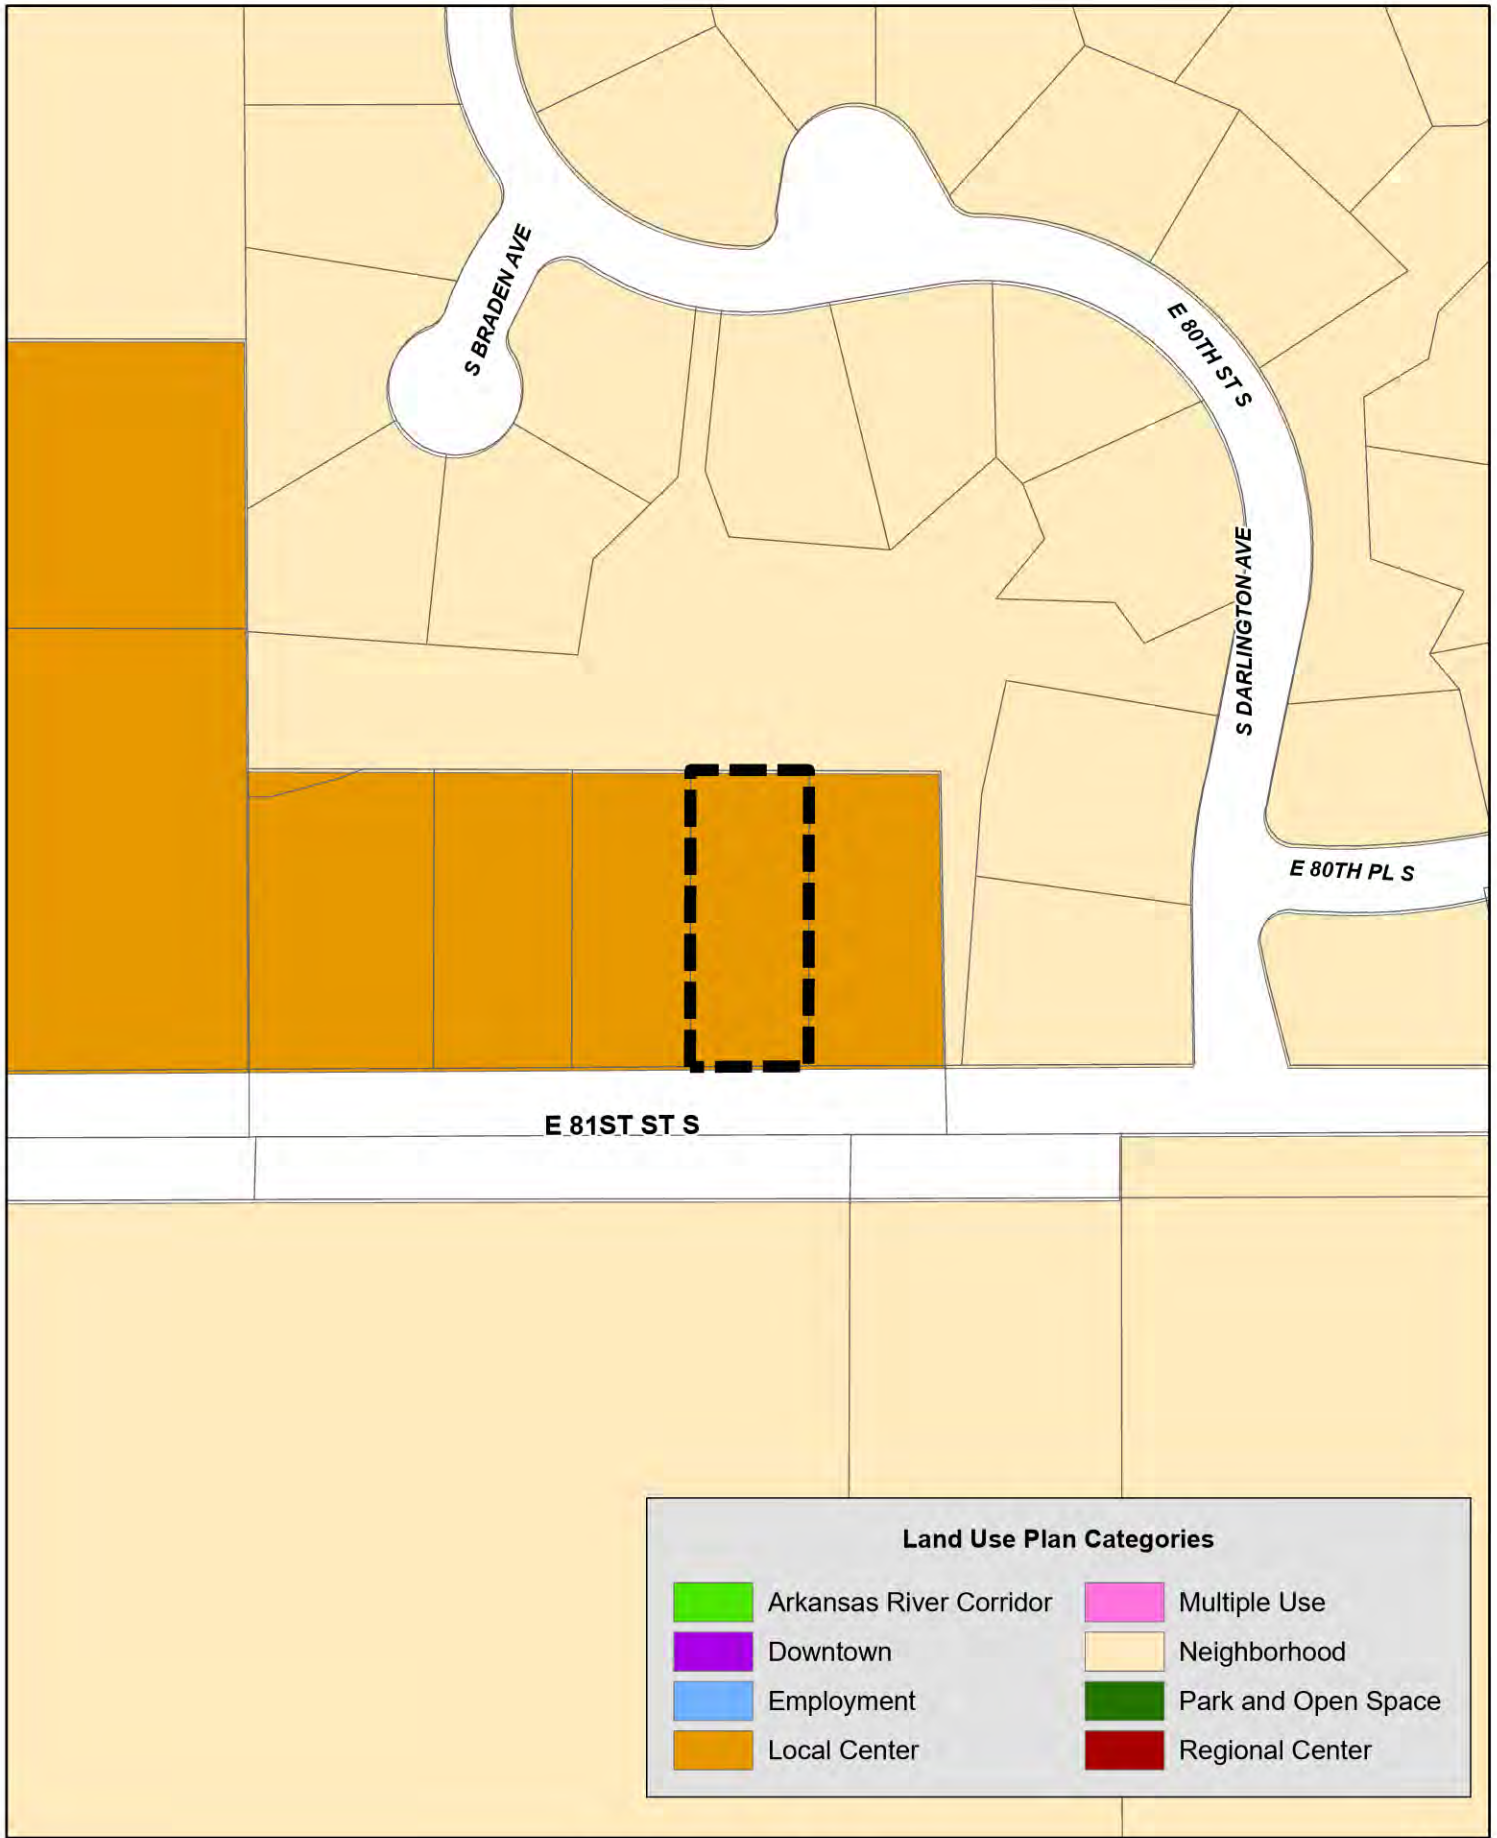 S BRADEN AVE
E 80TH ST S
S DARLINGTON AVE
E 80TH PL S
E 81ST ST S
Land Use Plan Categories
Arkansas River Corridor
Multiple Use
Downtown
Neighborhood
Employment
Park and Open Space
Local Center
Regional Center